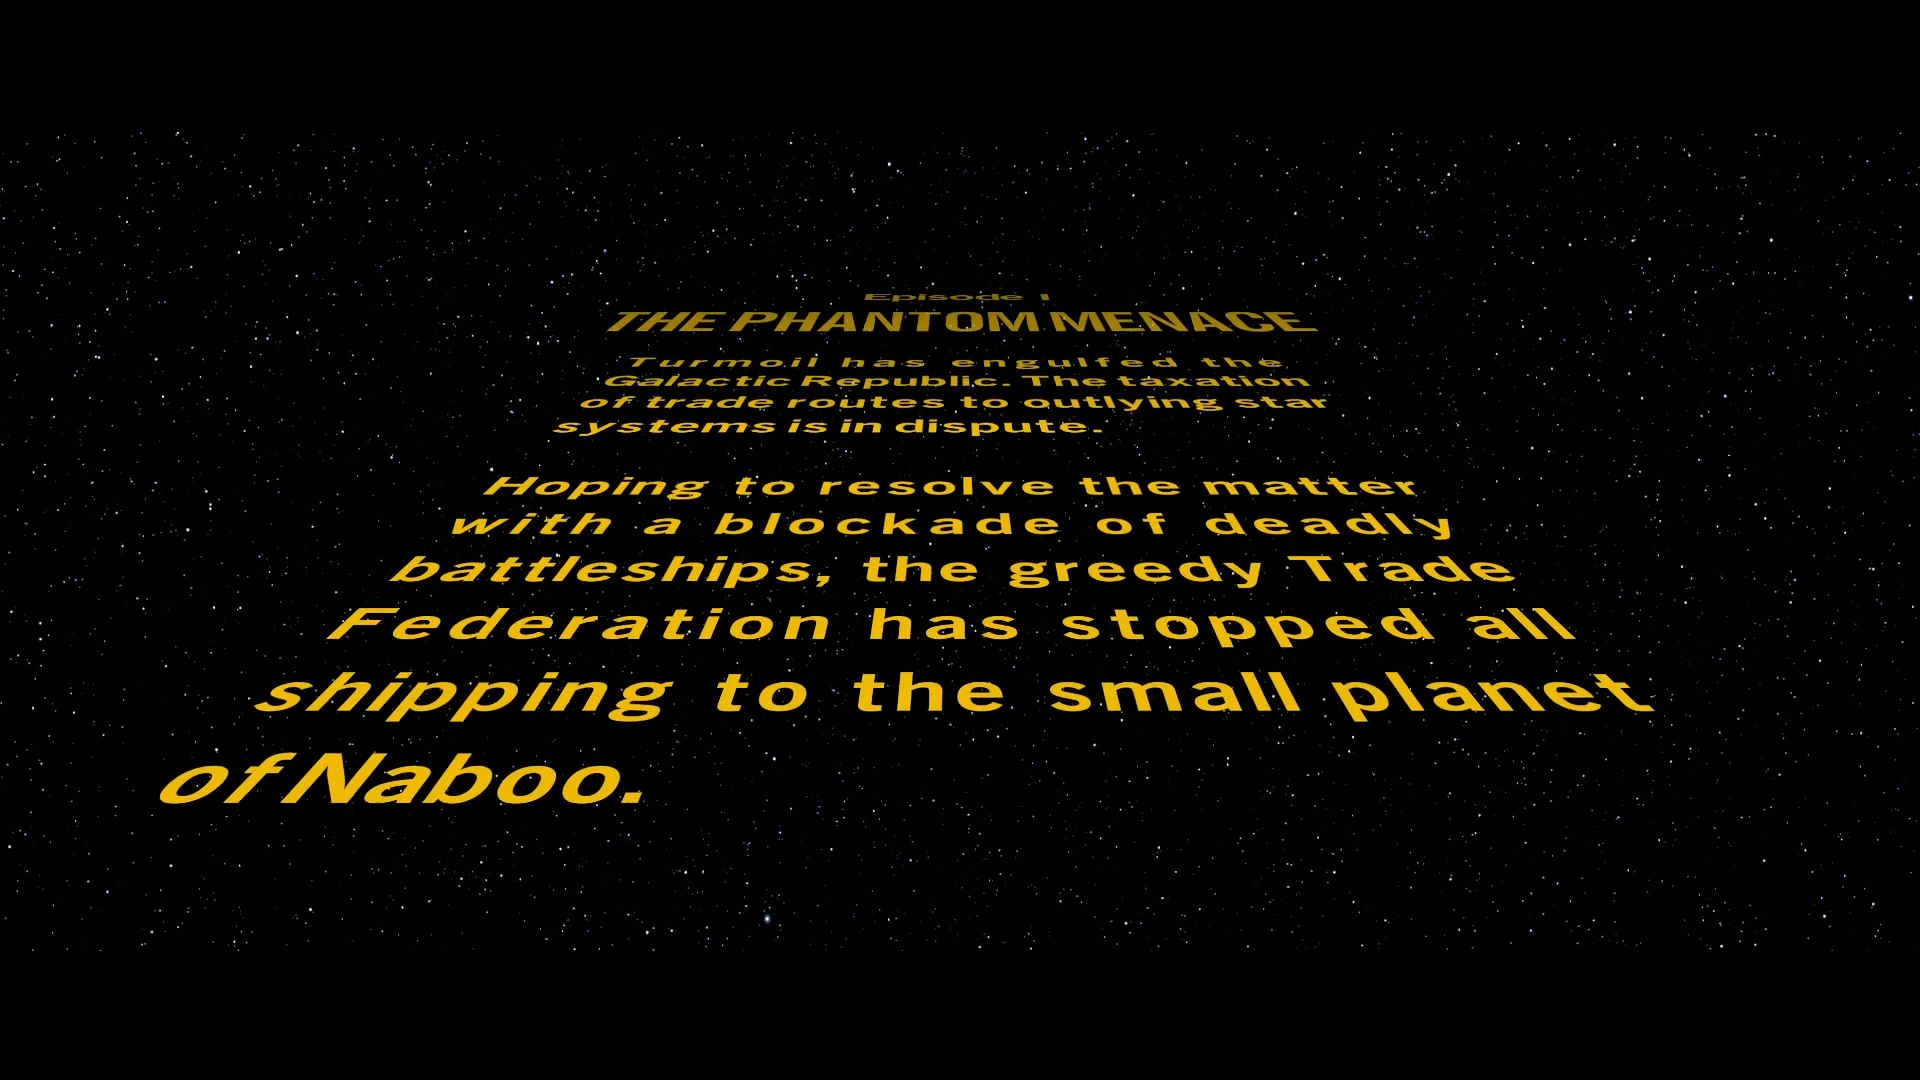 Episode I
THE PHANTOM MENACE
Turmoil has engulfed the
Galactic Republic. The taxation
of trade routes to outlying star
systems is in dispute.
Hoping to resolve the matter
with a blockade of deadly
battleships, the greedy Trade
Federation has stopped all
shipping to the small planet
of Naboo.